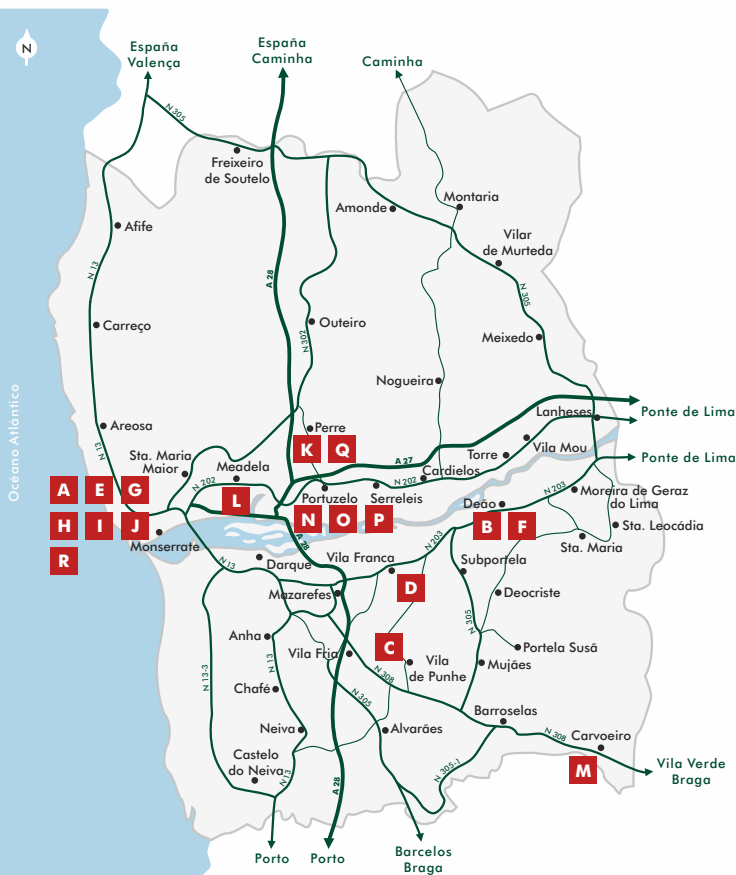 N
España
Valença
España
Caminha
Caminha
N 305
Freixeiro
de Soutelo
Montaria
Amonde
Afife
Vilar
de Murteda
N 13
A 28
N 305
Carreço
Outeiro
N 302
Meixedo
Nogueira
Océano Atlántico
Lanheses
Ponte de Lima
Areosa
Perre
N 13
K Q
Vila Mou
Sta. Maria
Maior
Meadela
A 27
Torre
Ponte de Lima
Cardielos
N 202
N 202
A E G
L
Portuzelo
Serreleis
N 203
Moreira de Geraz
do Lima
Deão
H I J
N O P
B F
Sta. Leocádia
Monserrate
A 28
N 203
Sta. Maria
R
N 13
Darque
Vila Franca
Subportela
D
Mazarefes
Deocriste
N 305
Anha
C
Portela Susã
Vila Fria
N 13
N 13-3
Vila
de Punhe
Mujães
N 308
Chafé
N 305
Barroselas
Neiva
Alvarães
N 308
Carvoeiro
Castelo
do Neiva
N 13
A 28
N 305-1
M
Vila Verde
Braga
Porto
Porto
Barcelos
Braga